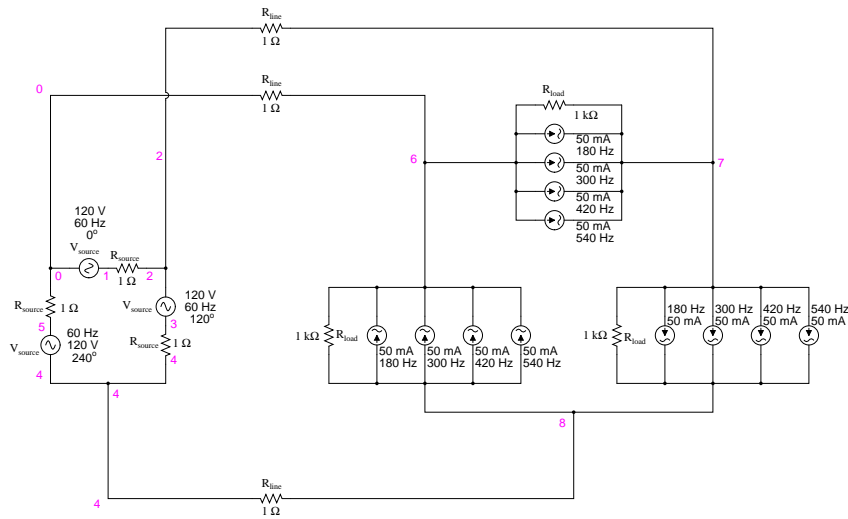 R_line
1 Ω
0
R_line
1 Ω
R_load
1 kΩ
50 mA
180 Hz
50 mA
300 Hz
50 mA
420 Hz
50 mA
540 Hz
2
6
7
120 V
60 Hz
0°
V_source
R_source
0
1
2
1 Ω
R_source
1 Ω
5
V_source
60 Hz
120 V
240°
4
V_source
120 V
60 Hz
120°
3
R_source
1 Ω
4
4
1 kΩ
R_load
50 mA
180 Hz
50 mA
300 Hz
50 mA
420 Hz
50 mA
540 Hz
1 kΩ
R_load
180 Hz
50 mA
300 Hz
50 mA
420 Hz
50 mA
540 Hz
50 mA
8
4
R_line
1 Ω